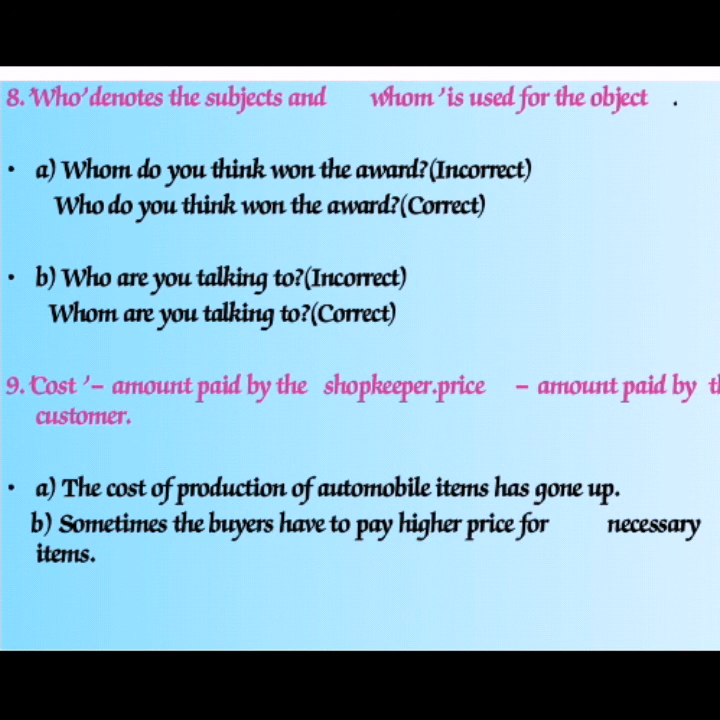 8. 'Who' denotes the subjects and whom ' is used for the object .
• a) Whom do you think won the award?(Incorrect)
Who do you think won the award?(Correct)
• b) Who are you talking to?(Incorrect)
Whom are you talking to?(Correct)
9. 'Cost ' – amount paid by the shopkeeper.price – amount paid by
customer.
• a) The cost of production of automobile items has gone up.
b) Sometimes the buyers have to pay higher price for necessary
items.